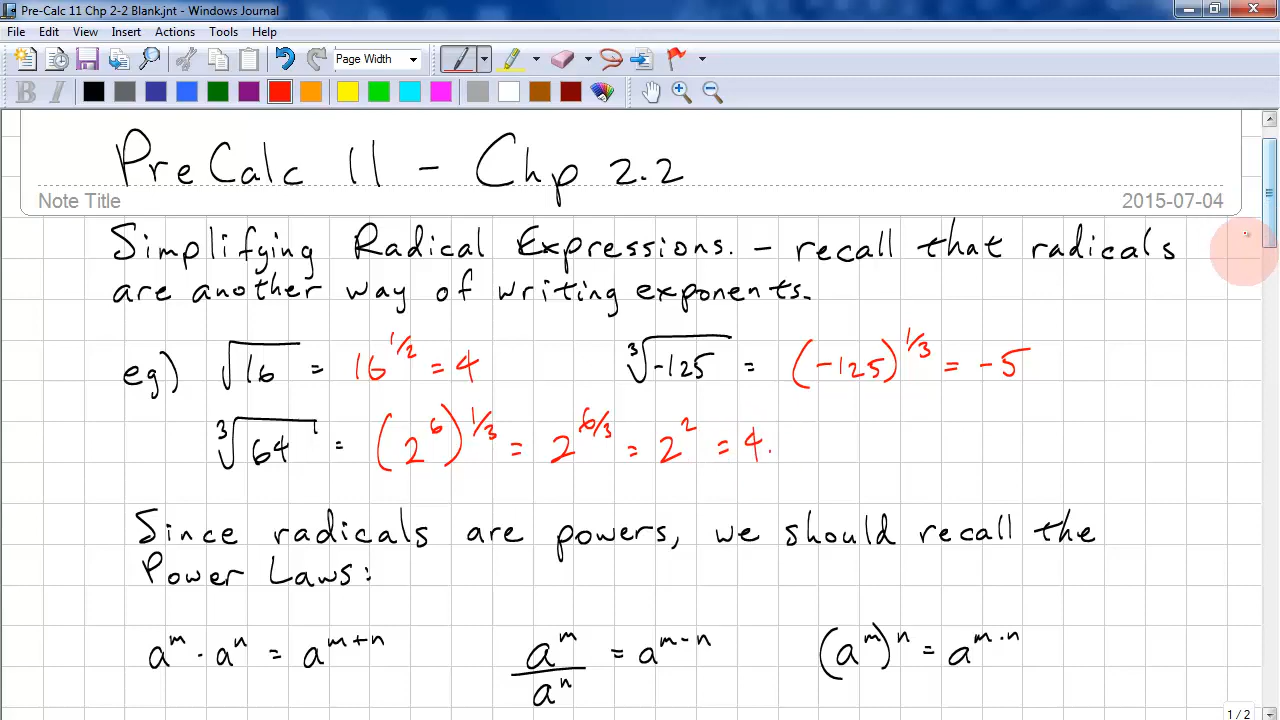 Pre-Calc 11 Chp 2-2 Blank.jnt - Windows Journal
File Edit View Insert Actions Tools Help
Page Width
B I
PreCalc 11 - Chp 2.2
Note Title 2015-07-04
Simplifying Radical Expressions. - recall that radicals
are another way of writing exponents.
eg) √16 = 16^1/2 = 4 ³√-125 = (-125)^1/3 = -5
³√64 = (2^6)^1/3 = 2^6/3 = 2^2 = 4.
Since radicals are powers, we should recall the
Power Laws:
a^m · a^n = a^m+n a^m/a^n = a^m-n (a^m)^n = a^m·n
1/2